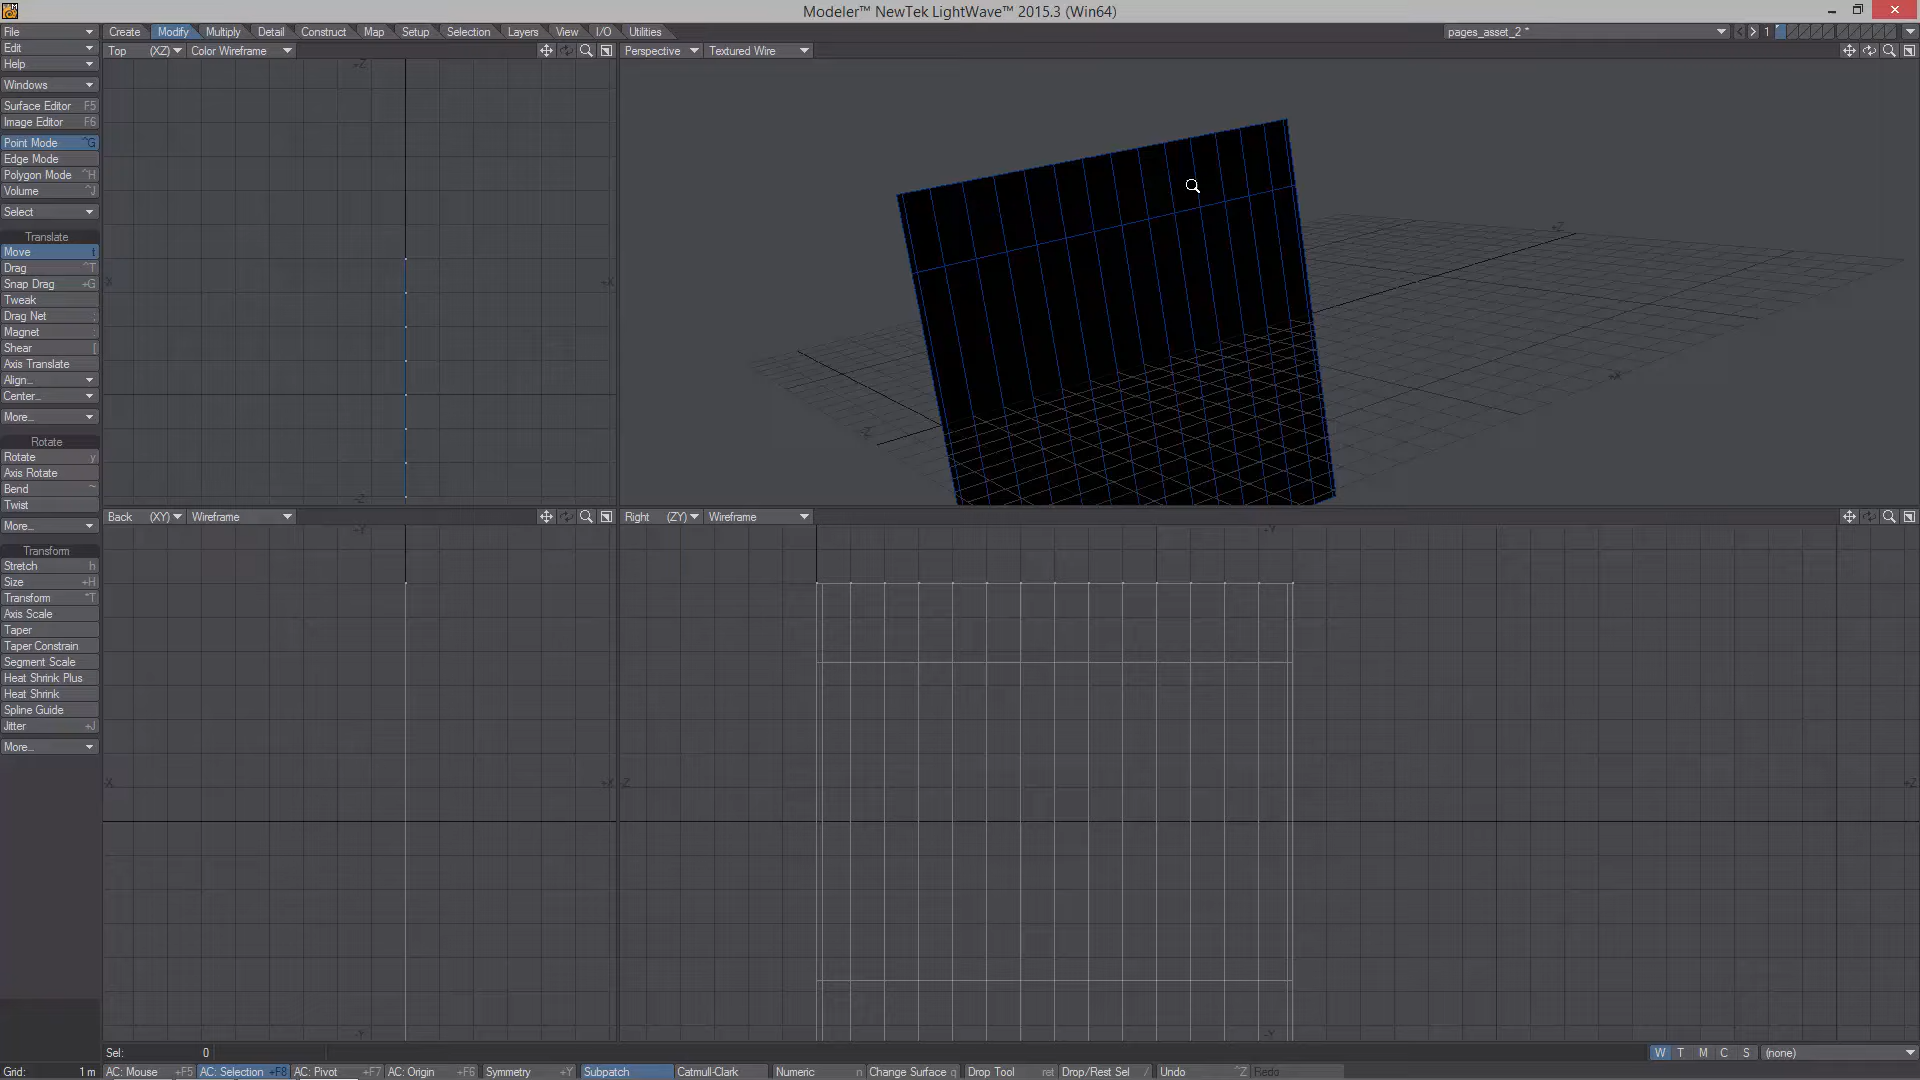 Modeler™ NewTek LightWave™ 2015.3 (Win64)
File
Create
Modify
Multiply
Detail
Construct
Map
Setup
Selection
Layers
View
I/O
Utilities
pages_asset_2 *
1
Edit
Top (XZ) Color Wireframe
Perspective Textured Wire
Help
Windows
Surface Editor F5
Image Editor F6
Point Mode ^G
Edge Mode
Polygon Mode ^H
Volume ^J
Select
Translate
Move t
Drag ^T
Snap Drag +G
Tweak
Drag Net ;
Magnet :
Shear [
Axis Translate
Align...
Center...
More...
Rotate
Rotate y
Axis Rotate
Bend ~
Twist
More...
Back (XY) Wireframe
Right (ZY) Wireframe
Transform
Stretch h
Size +H
Transform
Axis Scale
Taper
Taper Constrain
Segment Scale
Heat Shrink Plus
Heat Shrink
Spline Guide
Jitter +J
More...
Sel: 0
W T M C S (none)
Grid: 1 m
AC: Mouse +F5
AC: Selection +F8
AC: Pivot +F7
AC: Origin +F6
Symmetry +Y
Subpatch
Catmull-Clark
Numeric n
Change Surface q
Drop Tool ret
Drop/Rest Sel /
Undo ^Z
Redo